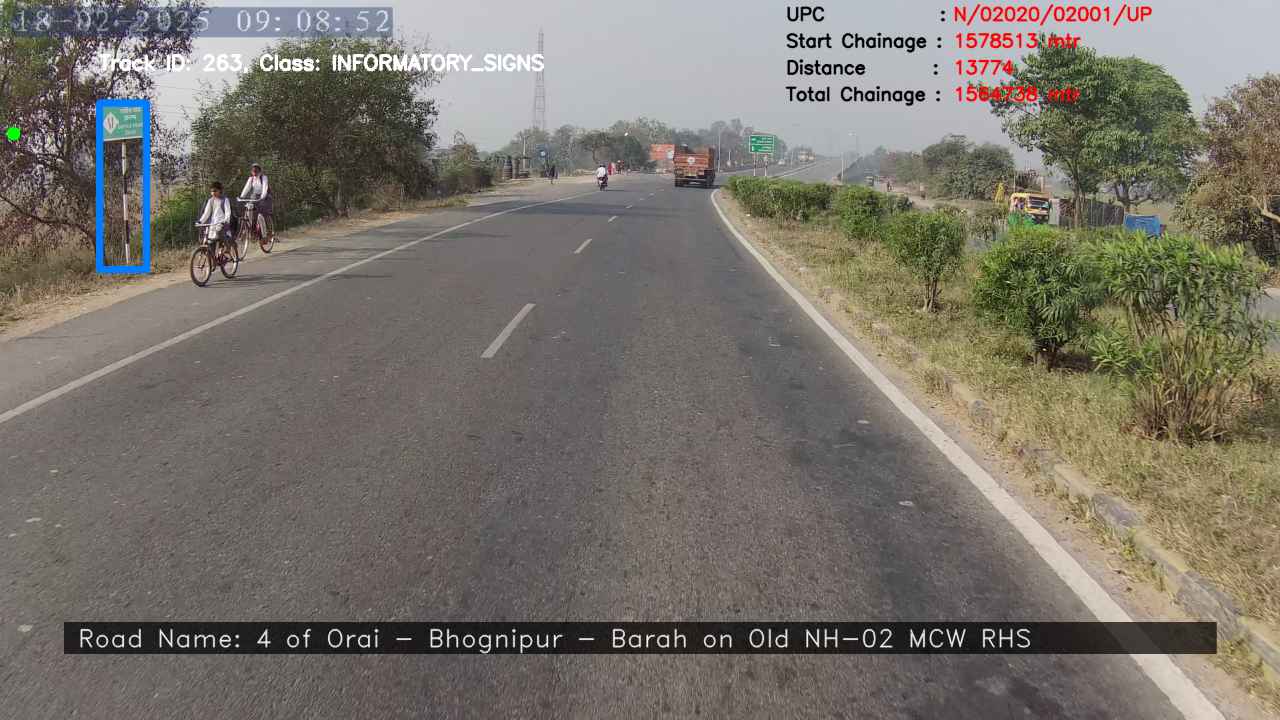 18-02-2025 09:08:52
UPC : N/02020/02001/UP
Start Chainage : 1578513 mtr
Distance : 13774
Total Chainage : 1564738 mtr
Track ID: 263, Class: INFORMATORY_SIGNS
Road Name: 4 of Orai - Bhognipur - Barah on Old NH-02 MCW RHS